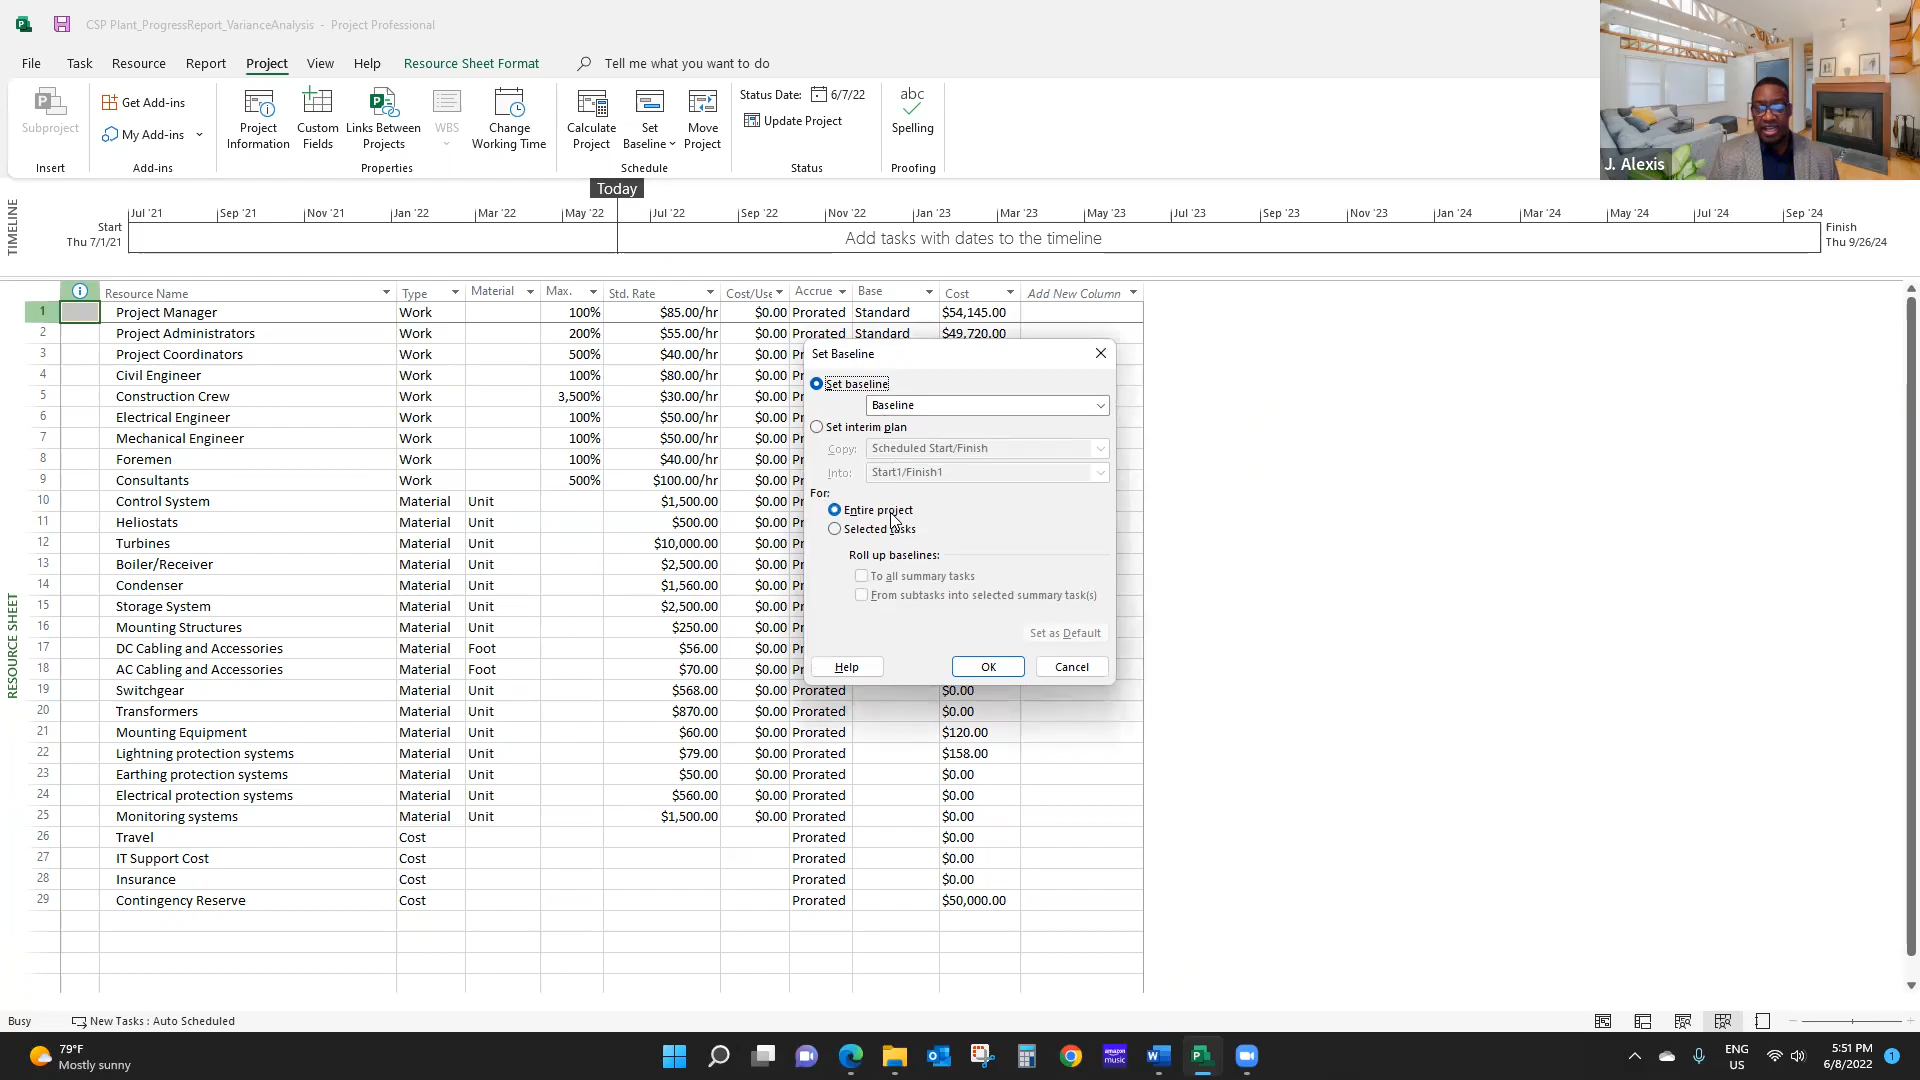 CSP Plant_ProgressReport_VarianceAnalysis - Project Professional
File Task Resource Report Project View Help Resource Sheet Format Tell me what you want to do
Subproject
Get Add-ins
My Add-ins
Project Information
Custom Fields
Links Between Projects
WBS
Change Working Time
Calculate Project
Set Baseline
Move Project
Status Date: 6/7/22
Update Project
abc
Spelling
Insert Add-ins Properties Schedule Status Proofing
J. Alexis
Today
TIMELINE
Start
Thu 7/1/21
Jul '21 Sep '21 Nov '21 Jan '22 Mar '22 May '22 Jul '22 Sep '22 Nov '22 Jan '23 Mar '23 May '23 Jul '23 Sep '23 Nov '23 Jan '24 Mar '24 May '24 Jul '24 Sep '24
Add tasks with dates to the timeline
Finish
Thu 9/26/24
RESOURCE SHEET
Resource Name Type Material Max. Std. Rate Cost/Use Accrue Base Cost Add New Column
1 Project Manager Work 100% $85.00/hr $0.00 Prorated Standard $54,145.00
2 Project Administrators Work 200% $55.00/hr $0.00 Prorated Standard $49,720.00
3 Project Coordinators Work 500% $40.00/hr $0.00 Pr
4 Civil Engineer Work 100% $80.00/hr $0.00 Pr
5 Construction Crew Work 3,500% $30.00/hr $0.00 Pr
6 Electrical Engineer Work 100% $50.00/hr $0.00 Pr
7 Mechanical Engineer Work 100% $50.00/hr $0.00 Pr
8 Foremen Work 100% $40.00/hr $0.00 Pr
9 Consultants Work 500% $100.00/hr $0.00 Pr
10 Control System Material Unit $1,500.00 $0.00 Pr
11 Heliostats Material Unit $500.00 $0.00 Pr
12 Turbines Material Unit $10,000.00 $0.00 Pr
13 Boiler/Receiver Material Unit $2,500.00 $0.00 Pr
14 Condenser Material Unit $1,560.00 $0.00 Pr
15 Storage System Material Unit $2,500.00 $0.00 Pr
16 Mounting Structures Material Unit $250.00 $0.00 Pr
17 DC Cabling and Accessories Material Foot $56.00 $0.00 Pr
18 AC Cabling and Accessories Material Foot $70.00 $0.00 Pr
19 Switchgear Material Unit $568.00 $0.00 Prorated $0.00
20 Transformers Material Unit $870.00 $0.00 Prorated $0.00
21 Mounting Equipment Material Unit $60.00 $0.00 Prorated $120.00
22 Lightning protection systems Material Unit $79.00 $0.00 Prorated $158.00
23 Earthing protection systems Material Unit $50.00 $0.00 Prorated $0.00
24 Electrical protection systems Material Unit $560.00 $0.00 Prorated $0.00
25 Monitoring systems Material Unit $1,500.00 $0.00 Prorated $0.00
26 Travel Cost Prorated $0.00
27 IT Support Cost Cost Prorated $0.00
28 Insurance Cost Prorated $0.00
29 Contingency Reserve Cost Prorated $50,000.00
Set Baseline
Set baseline
Baseline
Set interim plan
Copy: Scheduled Start/Finish
Into: Start1/Finish1
For:
Entire project
Selected tasks
Roll up baselines:
To all summary tasks
From subtasks into selected summary task(s)
Set as Default
Help OK Cancel
Busy New Tasks : Auto Scheduled
79°F
Mostly sunny
amazon music
ENG
US
5:51 PM
6/8/2022
1